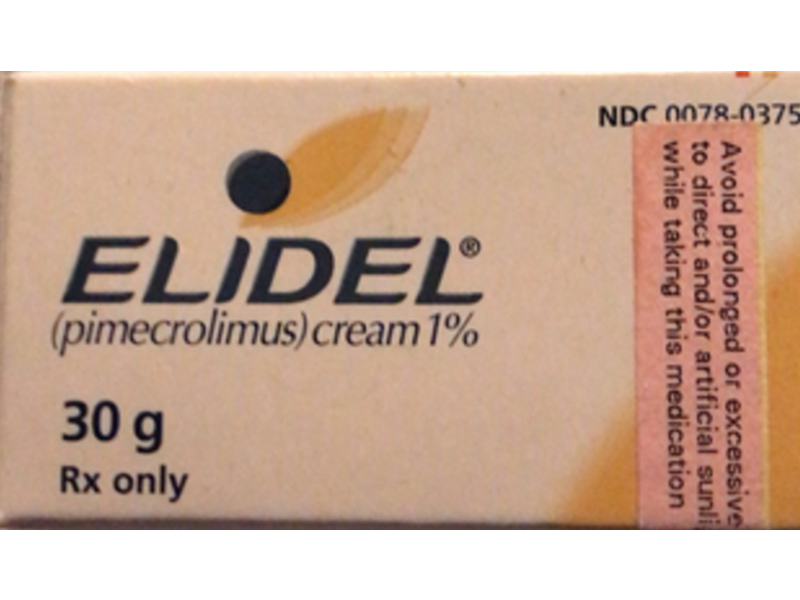 NDC 0078-0375
ELIDEL®
(pimecrolimus) cream 1%
30 g
Rx only
Avoid prolonged or excessive
to direct and/or artificial sunli
while taking this medication